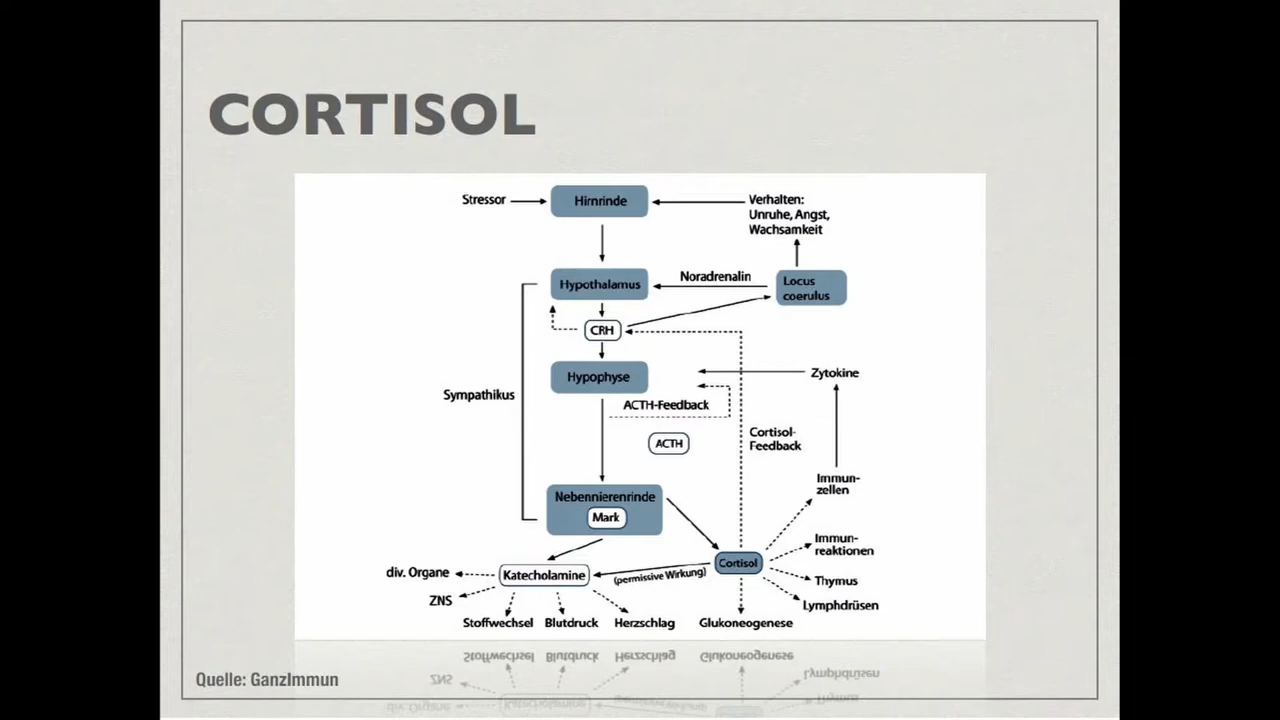 CORTISOL
Stressor
Hirnrinde
Verhalten:
Unruhe, Angst,
Wachsamkeit
Hypothalamus
Noradrenalin
Locus
coerulus
CRH
Hypophyse
Zytokine
Sympathikus
ACTH-Feedback
ACTH
Cortisol-
Feedback
Immun-
zellen
Nebennierenrinde
Mark
Immun-
reaktionen
Cortisol
div. Organe
Katecholamine
(permissive Wirkung)
Thymus
ZNS
Lymphdrüsen
Stoffwechsel
Blutdruck
Herzschlag
Glukoneogenese
Quelle: GanzImmun